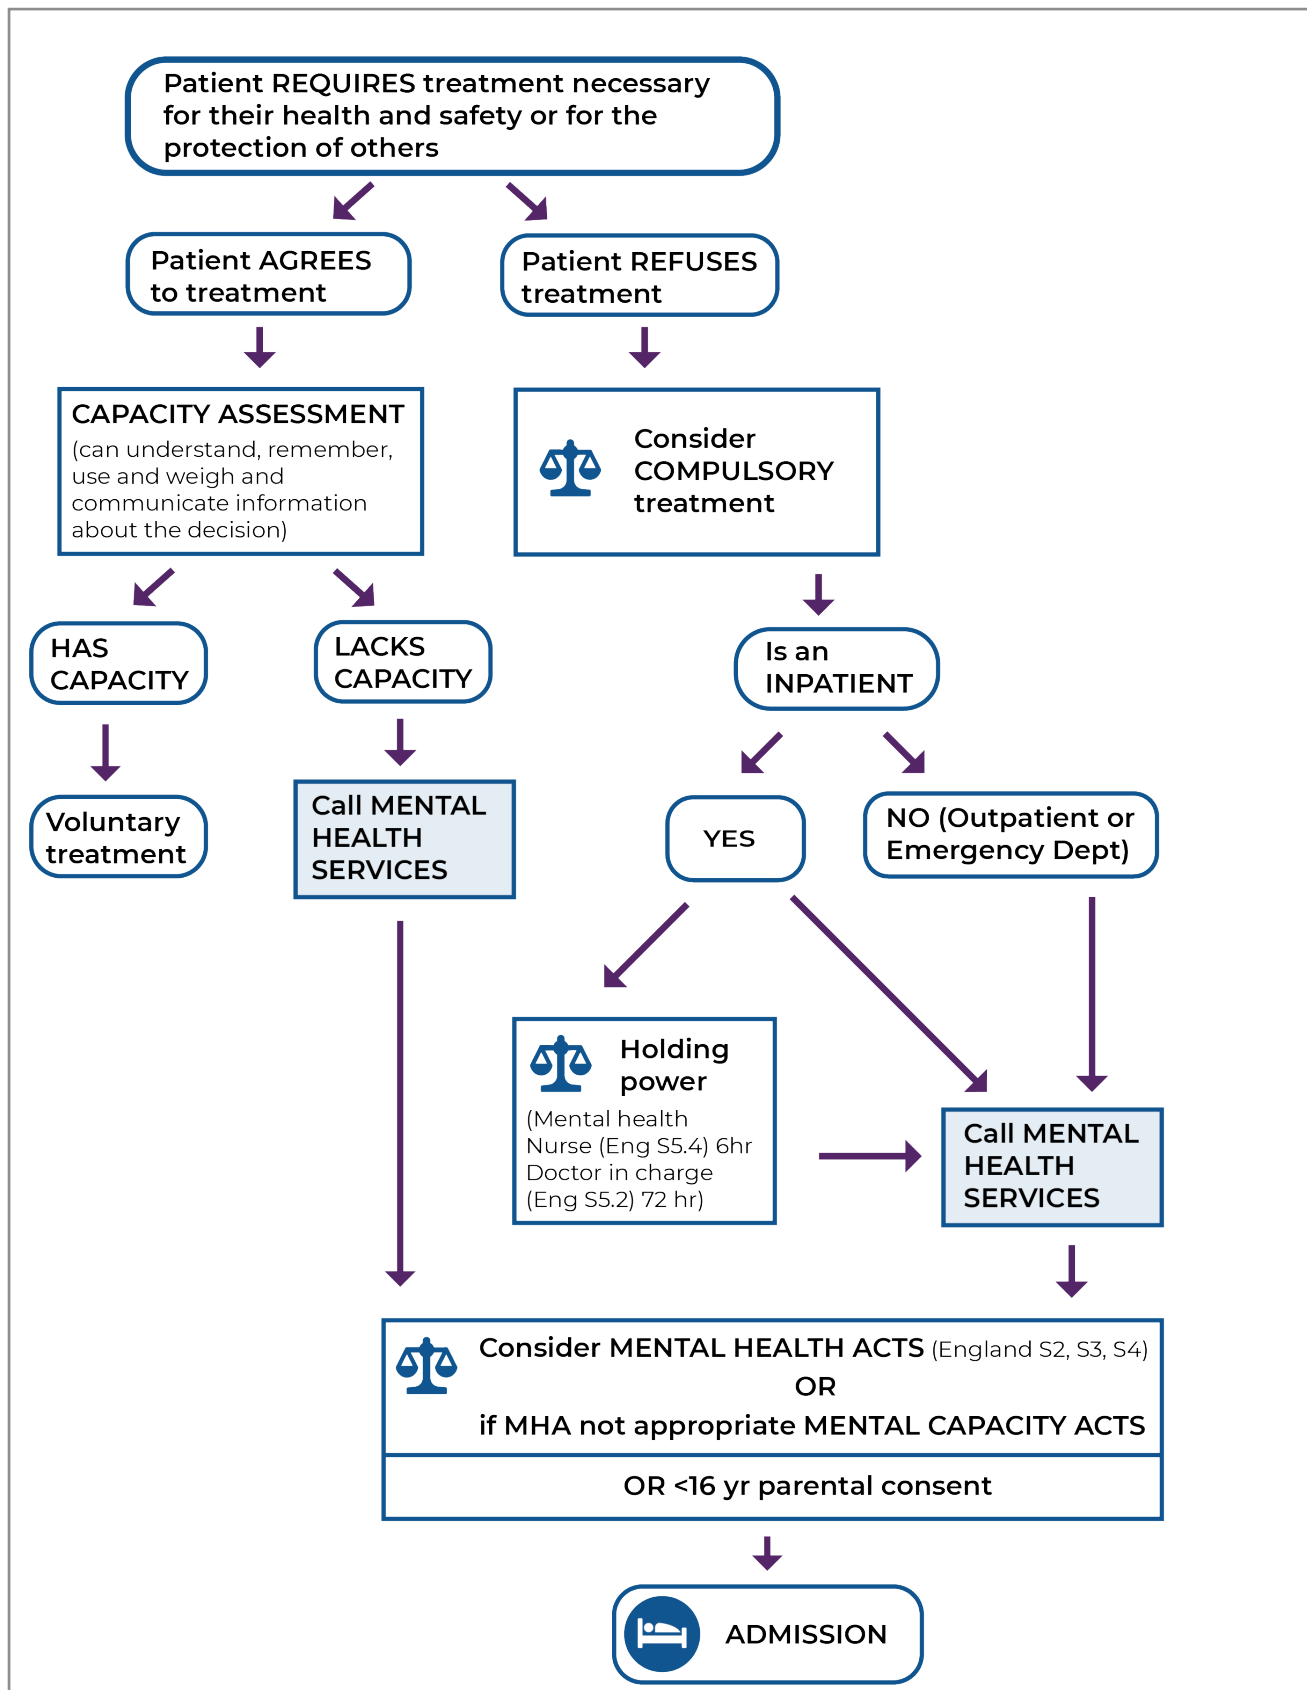 Patient REQUIRES treatment necessary
for their health and safety or for the
protection of others
Patient AGREES
to treatment
Patient REFUSES
treatment
CAPACITY ASSESSMENT
(can understand, remember,
use and weigh and
communicate information
about the decision)
Consider
COMPULSORY
treatment
HAS
CAPACITY
LACKS
CAPACITY
Is an
INPATIENT
Voluntary
treatment
Call MENTAL
HEALTH
SERVICES
YES
NO (Outpatient or
Emergency Dept)
Holding
power
(Mental health
Nurse (Eng S5.4) 6hr
Doctor in charge
(Eng S5.2) 72 hr)
Call MENTAL
HEALTH
SERVICES
Consider MENTAL HEALTH ACTS (England S2, S3, S4)
OR
if MHA not appropriate MENTAL CAPACITY ACTS
OR <16 yr parental consent
ADMISSION